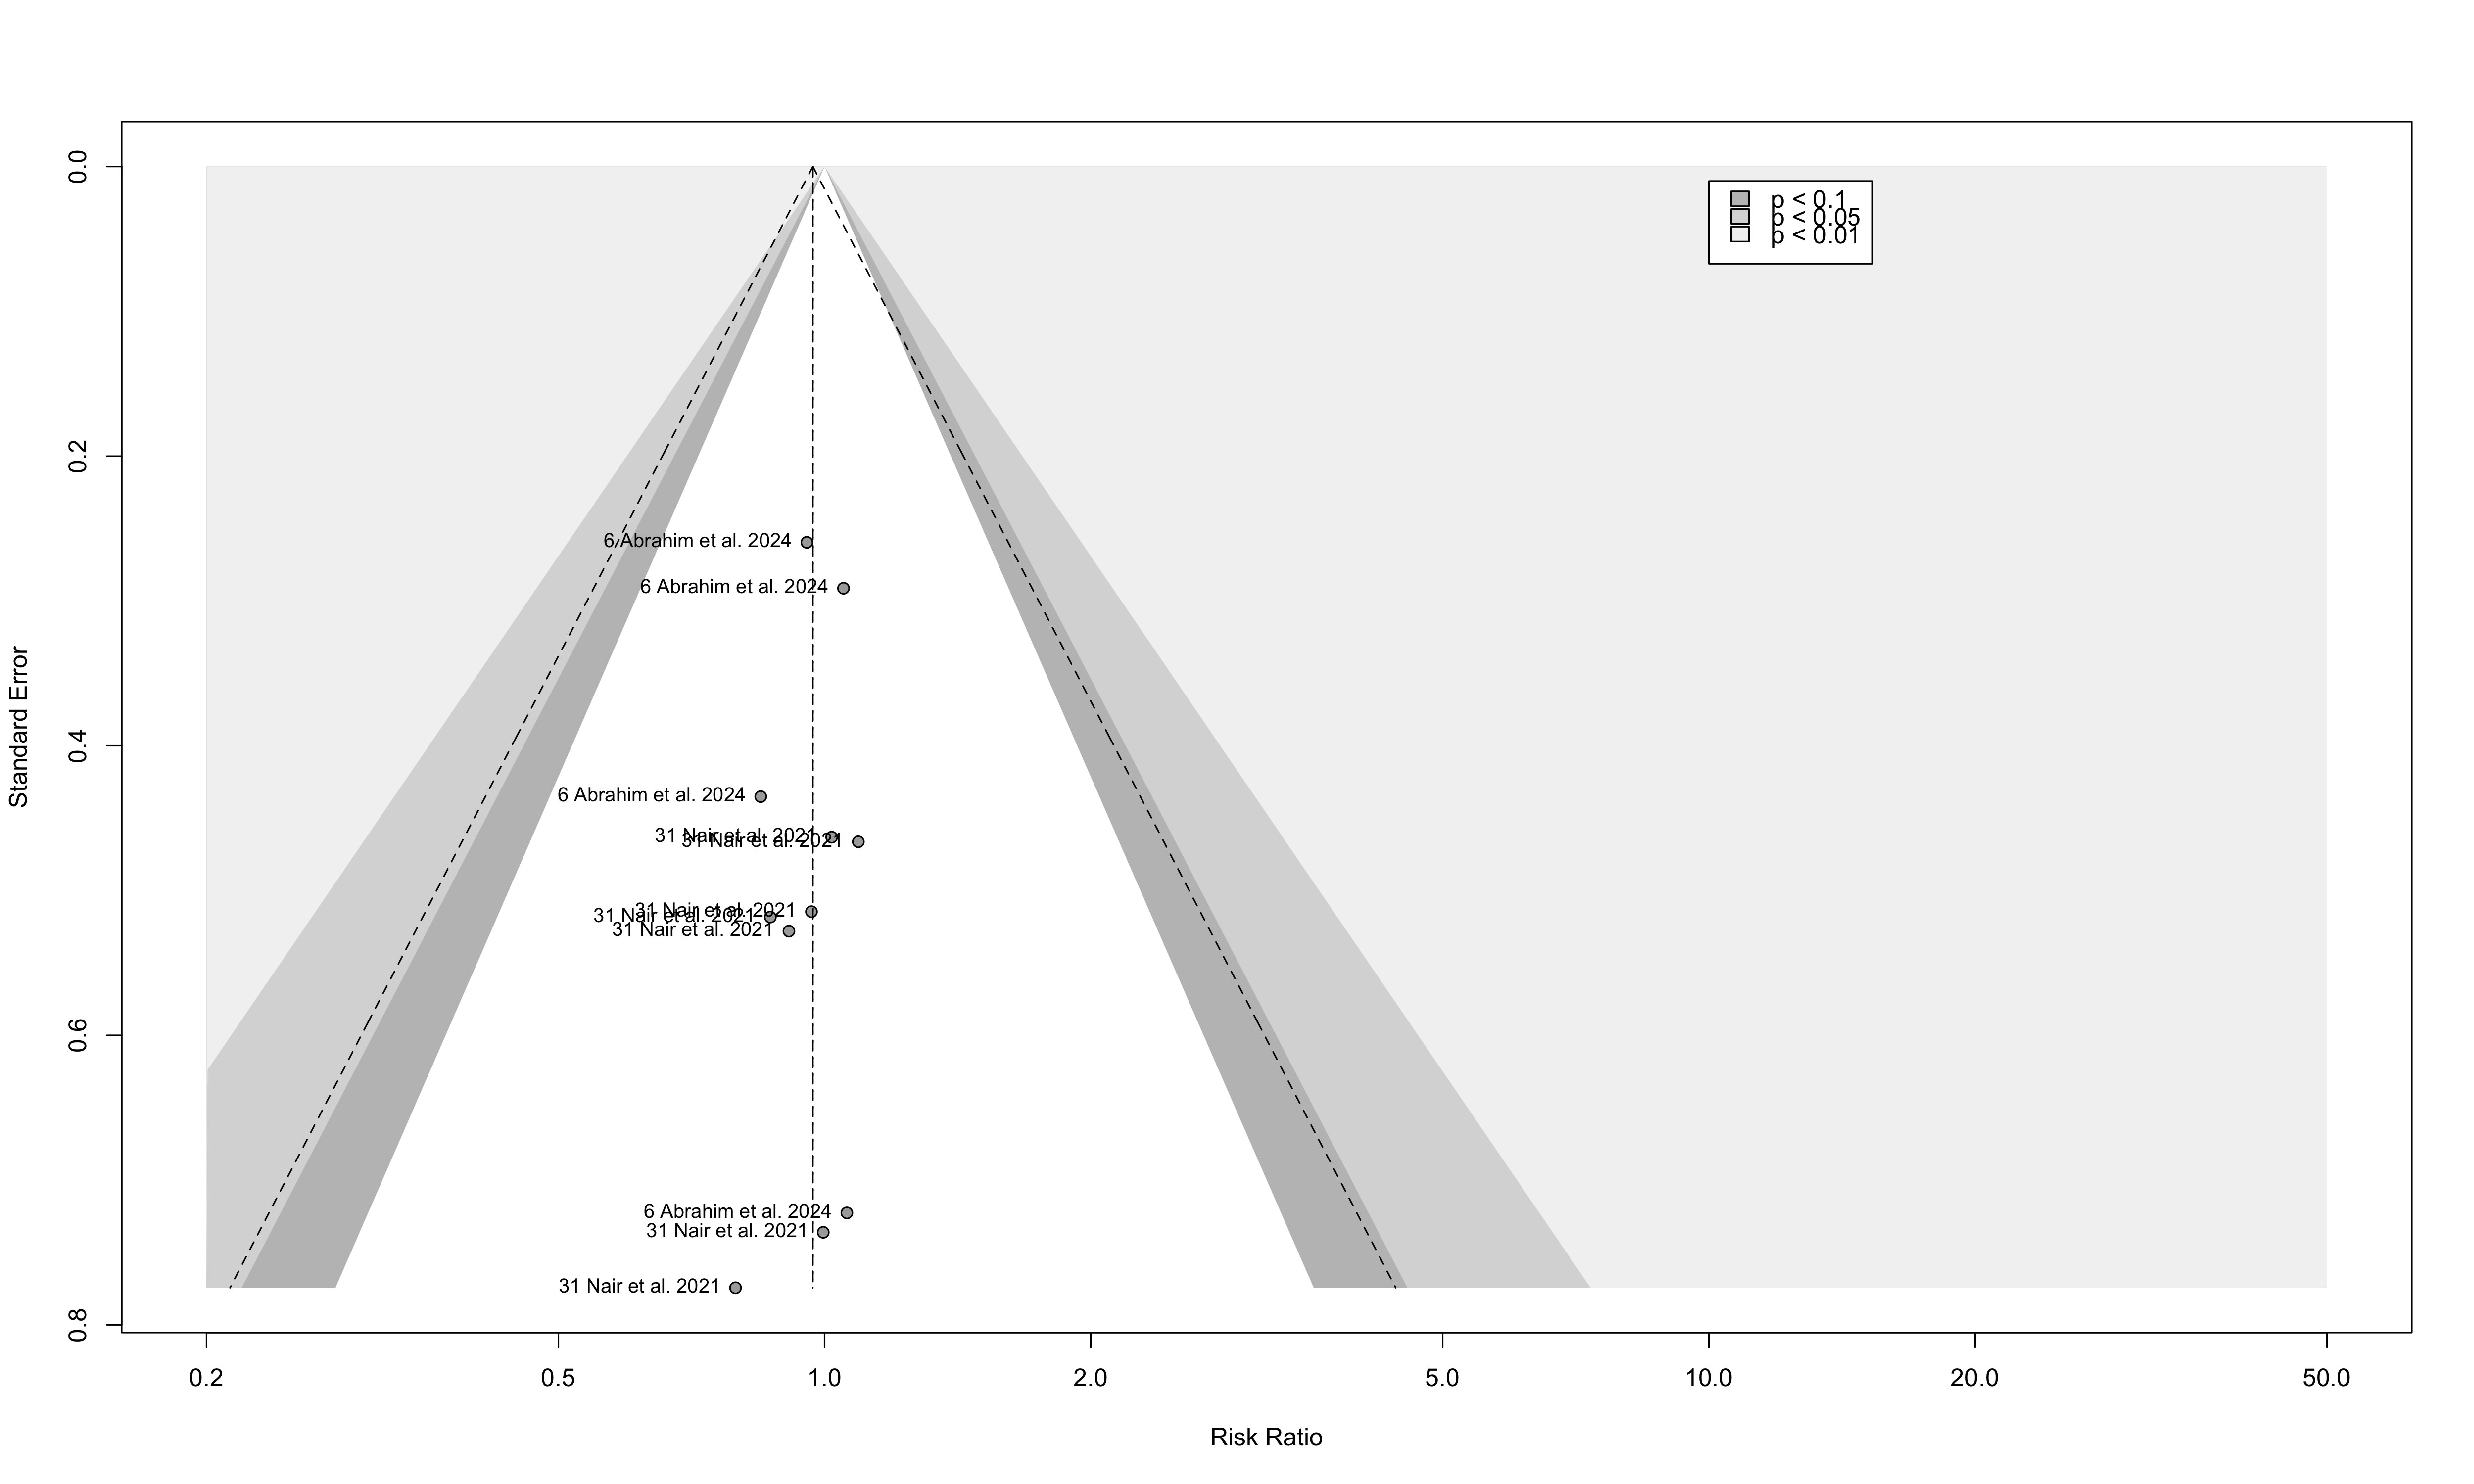 0.0
0.2
0.4
0.6
0.8
Standard Error
p < 0.1
p < 0.05
p < 0.01
6 Abrahim et al. 2024
6 Abrahim et al. 2024
6 Abrahim et al. 2024
31 Nair et al. 2021
31 Nair et al. 2021
31 Nair et al. 2021
31 Nair et al. 2021
31 Nair et al. 2021
6 Abrahim et al. 2024
31 Nair et al. 2021
31 Nair et al. 2021
0.2 0.5 1.0 2.0 5.0 10.0 20.0 50.0
Risk Ratio